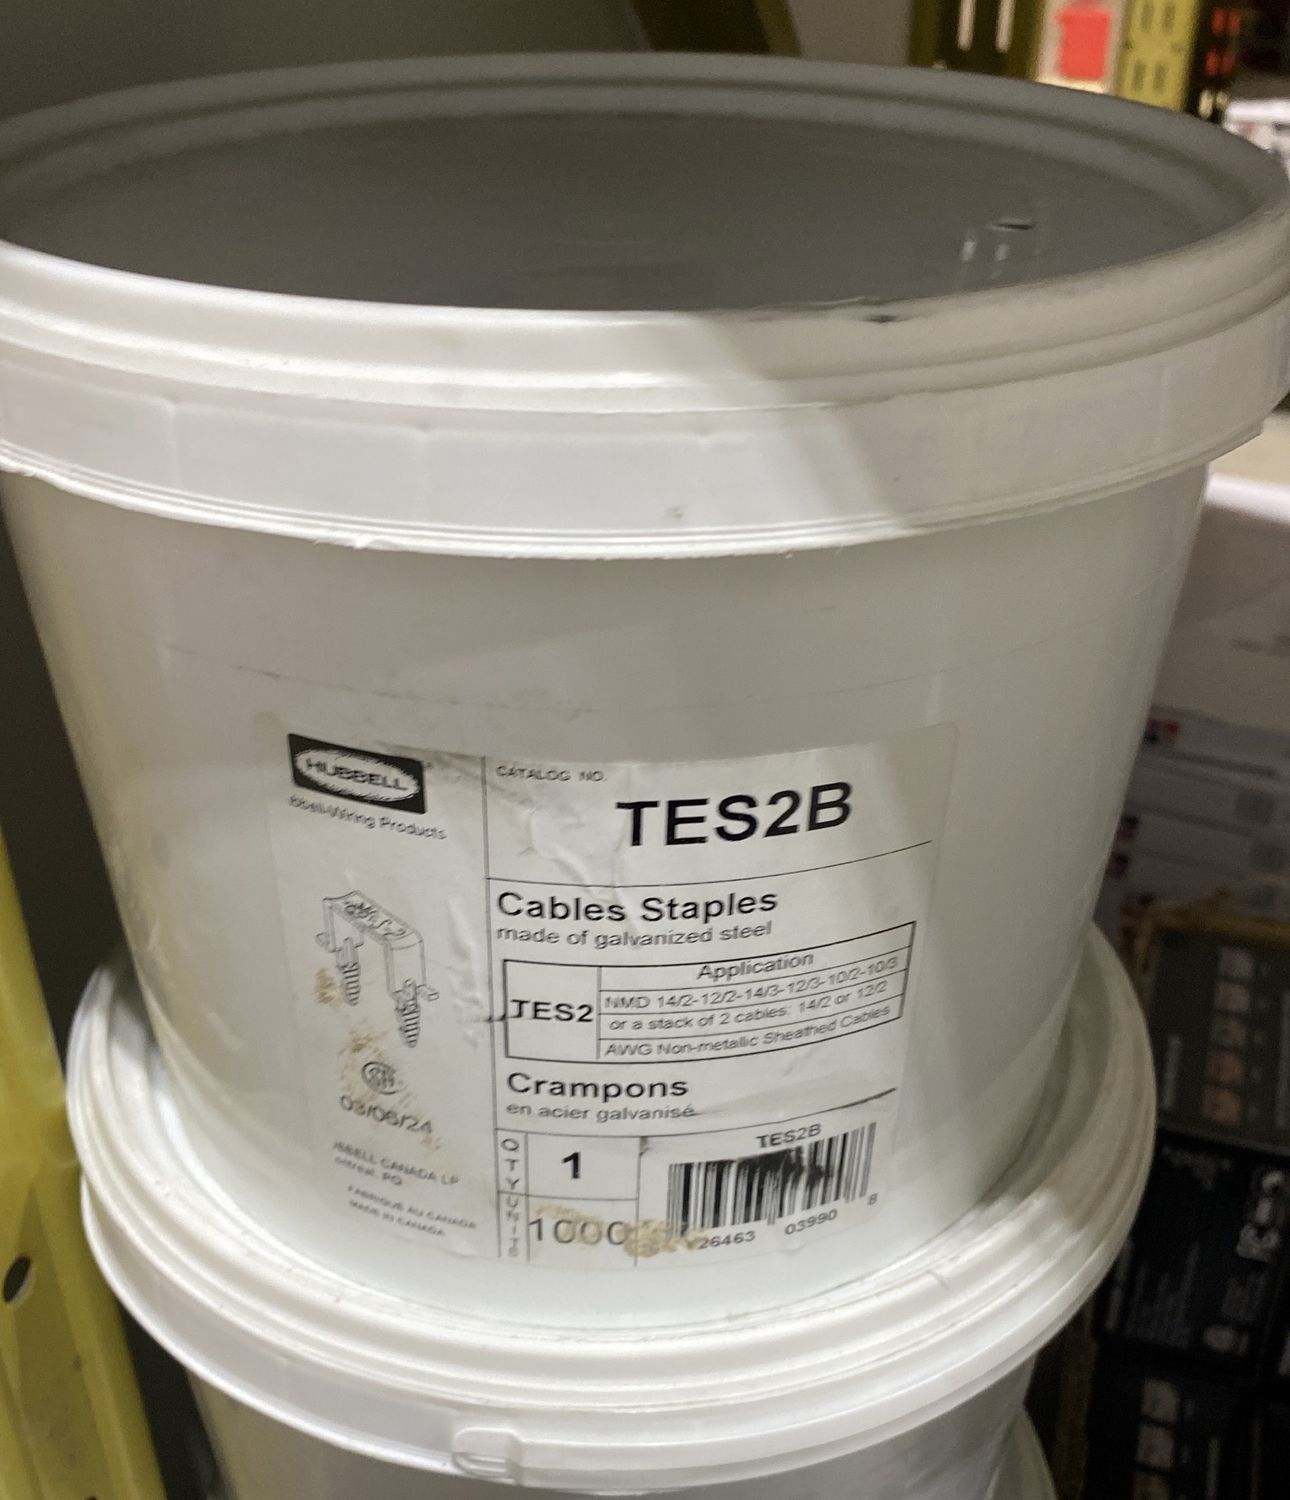 HUBBELL
bbell-Wiring Products
CATALOG NO.
TES2B
Cables Staples
made of galvanized steel
TES2
Application
NMD 14/2-12/2-14/3-12/3-10/2-10/3
or a stack of 2 cables: 14/2 or 12/2
AWG Non-metallic Sheathed Cables
Crampons
en acier galvanisé
03/06/24
BELL CANADA LP
FABRIQUE AU CANADA
MADE IN CANADA
QTY
1
UNITS
1000
TES2B
26463 03990 8